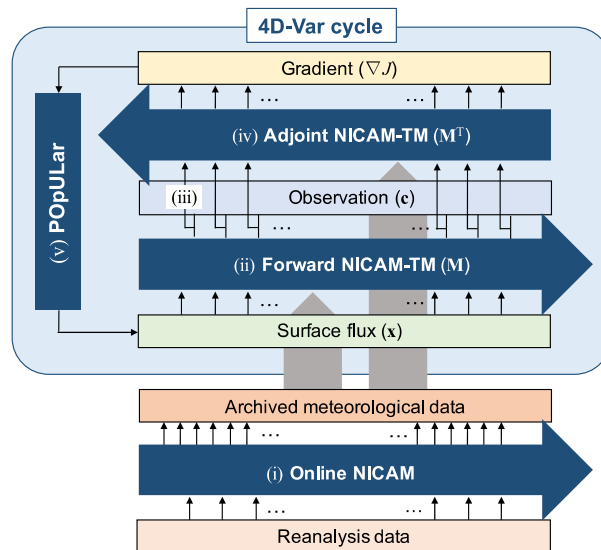 4D-Var cycle
Gradient (∇J)
... ...
(iv) Adjoint NICAM-TM (Mᵀ)
(iii)
Observation (c)
... ...
(ii) Forward NICAM-TM (M)
... ...
Surface flux (x)
(v) POpULar
Archived meteorological data
... ...
(i) Online NICAM
... ...
Reanalysis data